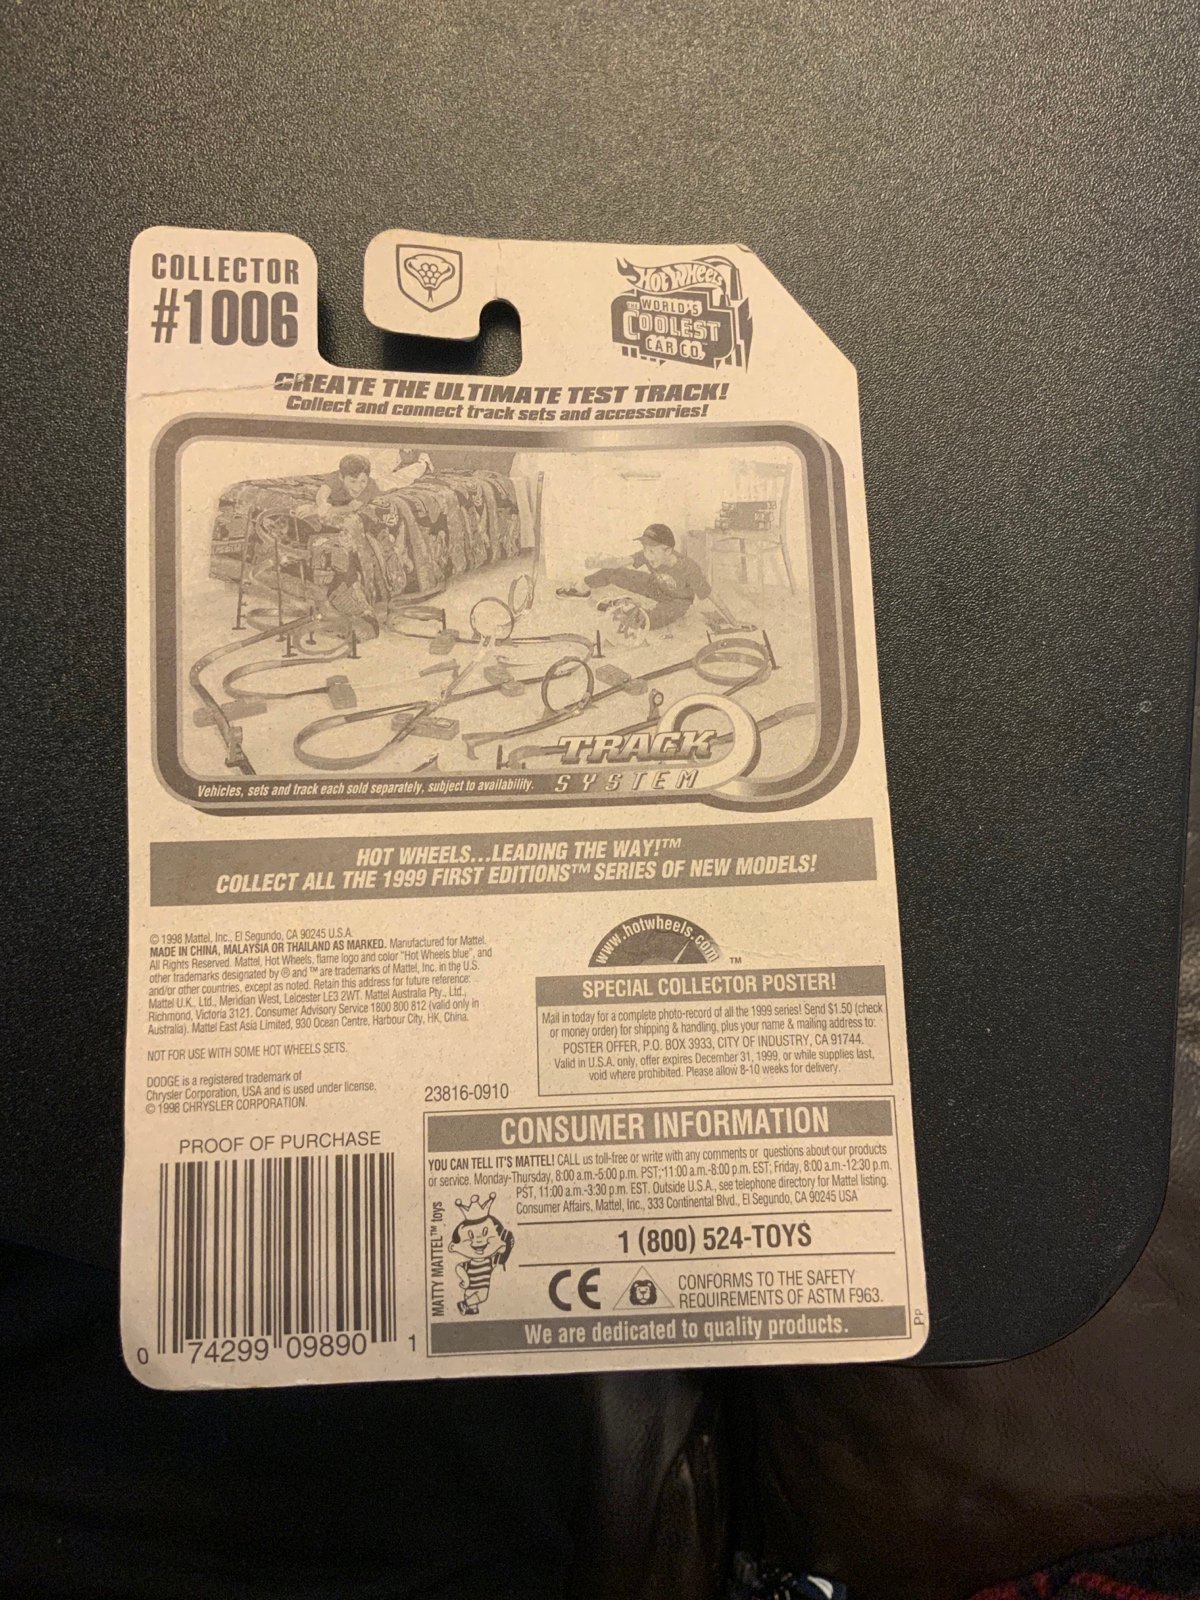 COLLECTOR
#1006
HOT WHEELS
THE WORLD'S
COOLEST
CAR CO.
CREATE THE ULTIMATE TEST TRACK!
Collect and connect track sets and accessories!
TRACK
SYSTEM
Vehicles, sets and track each sold separately, subject to availability.
HOT WHEELS...LEADING THE WAY!™
COLLECT ALL THE 1999 FIRST EDITIONS™ SERIES OF NEW MODELS!
© 1998 Mattel, Inc., El Segundo, CA 90245 U.S.A.
MADE IN CHINA, MALAYSIA OR THAILAND AS MARKED. Manufactured for Mattel.
All Rights Reserved. Mattel, Hot Wheels, flame logo and color "Hot Wheels blue", and
other trademarks designated by ® and ™ are trademarks of Mattel, Inc. in the U.S.
and/or other countries, except as noted. Retain this address for future reference:
Mattel U.K., Ltd., Meridian West, Leicester LE3 2WT. Mattel Australia Pty., Ltd.,
Richmond, Victoria 3121. Consumer Advisory Service 1800 800 812 (valid only in
Australia). Mattel East Asia Limited, 930 Ocean Centre, Harbour City, HK, China.
NOT FOR USE WITH SOME HOT WHEELS SETS.
DODGE is a registered trademark of
Chrysler Corporation, USA and is used under license.
© 1998 CHRYSLER CORPORATION.
www.hotwheels.com ™
SPECIAL COLLECTOR POSTER!
Mail in today for a complete photo-record of all the 1999 series! Send $1.50 (check
or money order) for shipping & handling, plus your name & mailing address to:
POSTER OFFER, P.O. BOX 3933, CITY OF INDUSTRY, CA 91744.
Valid in U.S.A. only, offer expires December 31, 1999, or while supplies last,
void where prohibited. Please allow 8-10 weeks for delivery.
23816-0910
PROOF OF PURCHASE
0 74299 09890 1
CONSUMER INFORMATION
YOU CAN TELL IT'S MATTEL! CALL us toll-free or write with any comments or questions about our products
or service. Monday-Thursday, 8:00 a.m.-5:00 p.m. PST; 11:00 a.m.-8:00 p.m. EST; Friday, 8:00 a.m.-12:30 p.m.
PST, 11:00 a.m.-3:30 p.m. EST. Outside U.S.A., see telephone directory for Mattel listing.
Consumer Affairs, Mattel, Inc., 333 Continental Blvd., El Segundo, CA 90245 USA
MATTY MATTEL™ toys
1 (800) 524-TOYS
CE
CONFORMS TO THE SAFETY
REQUIREMENTS OF ASTM F963.
We are dedicated to quality products.
PP